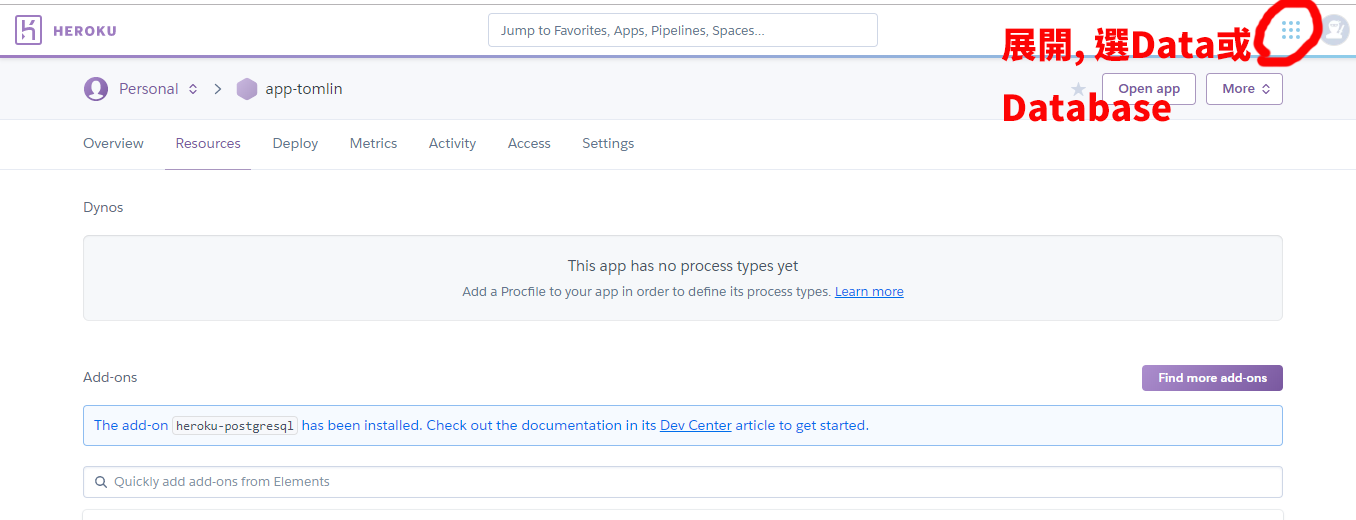 HEROKU
Jump to Favorites, Apps, Pipelines, Spaces...
展開, 選Data或
Database
Personal
app-tomlin
Open app
More
Overview
Resources
Deploy
Metrics
Activity
Access
Settings
Dynos
This app has no process types yet
Add a Procfile to your app in order to define its process types. Learn more
Add-ons
Find more add-ons
The add-on heroku-postgresql has been installed. Check out the documentation in its Dev Center article to get started.
Quickly add add-ons from Elements